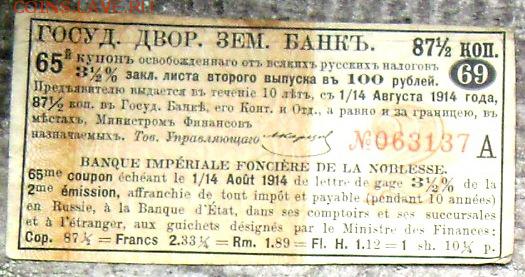 COINS.LAVE.RU
ГОСУД. ДВОР. ЗЕМ. БАНКЪ. 87½ КОП.
65й купонъ освобожденнаго отъ всякихъ русскихъ налоговъ
3½% закл. листа второго выпуска въ 100 рублей. 69
Предъявителю выдается въ теченіе 10 лѣтъ, съ 1/14 Августа 1914 года,
87½ коп. въ Госуд. Банкѣ, его Конт. и Отд., а равно и за границею, въ
мѣстахъ, Министромъ Финансовъ
назначаемыхъ. Тов. Управляющаго №063137 А
BANQUE IMPÉRIALE FONCIÈRE DE LA NOBLESSE.
65me coupon échéant le 1/14 Août 1914 de lettre de gage 3½% de la
2me émission, affranchie de tout impôt et payable (pendant 10 années)
en Russie, à la Banque d'État, dans ses comptoirs et ses succursales
et à l'étranger, aux guichets désignés par le Ministre des Finances:
Cop. 87½ = Francs 2.33¼ = Rm. 1.89 = Fl. H. 1.12 = 1 sh. 10¼ p.